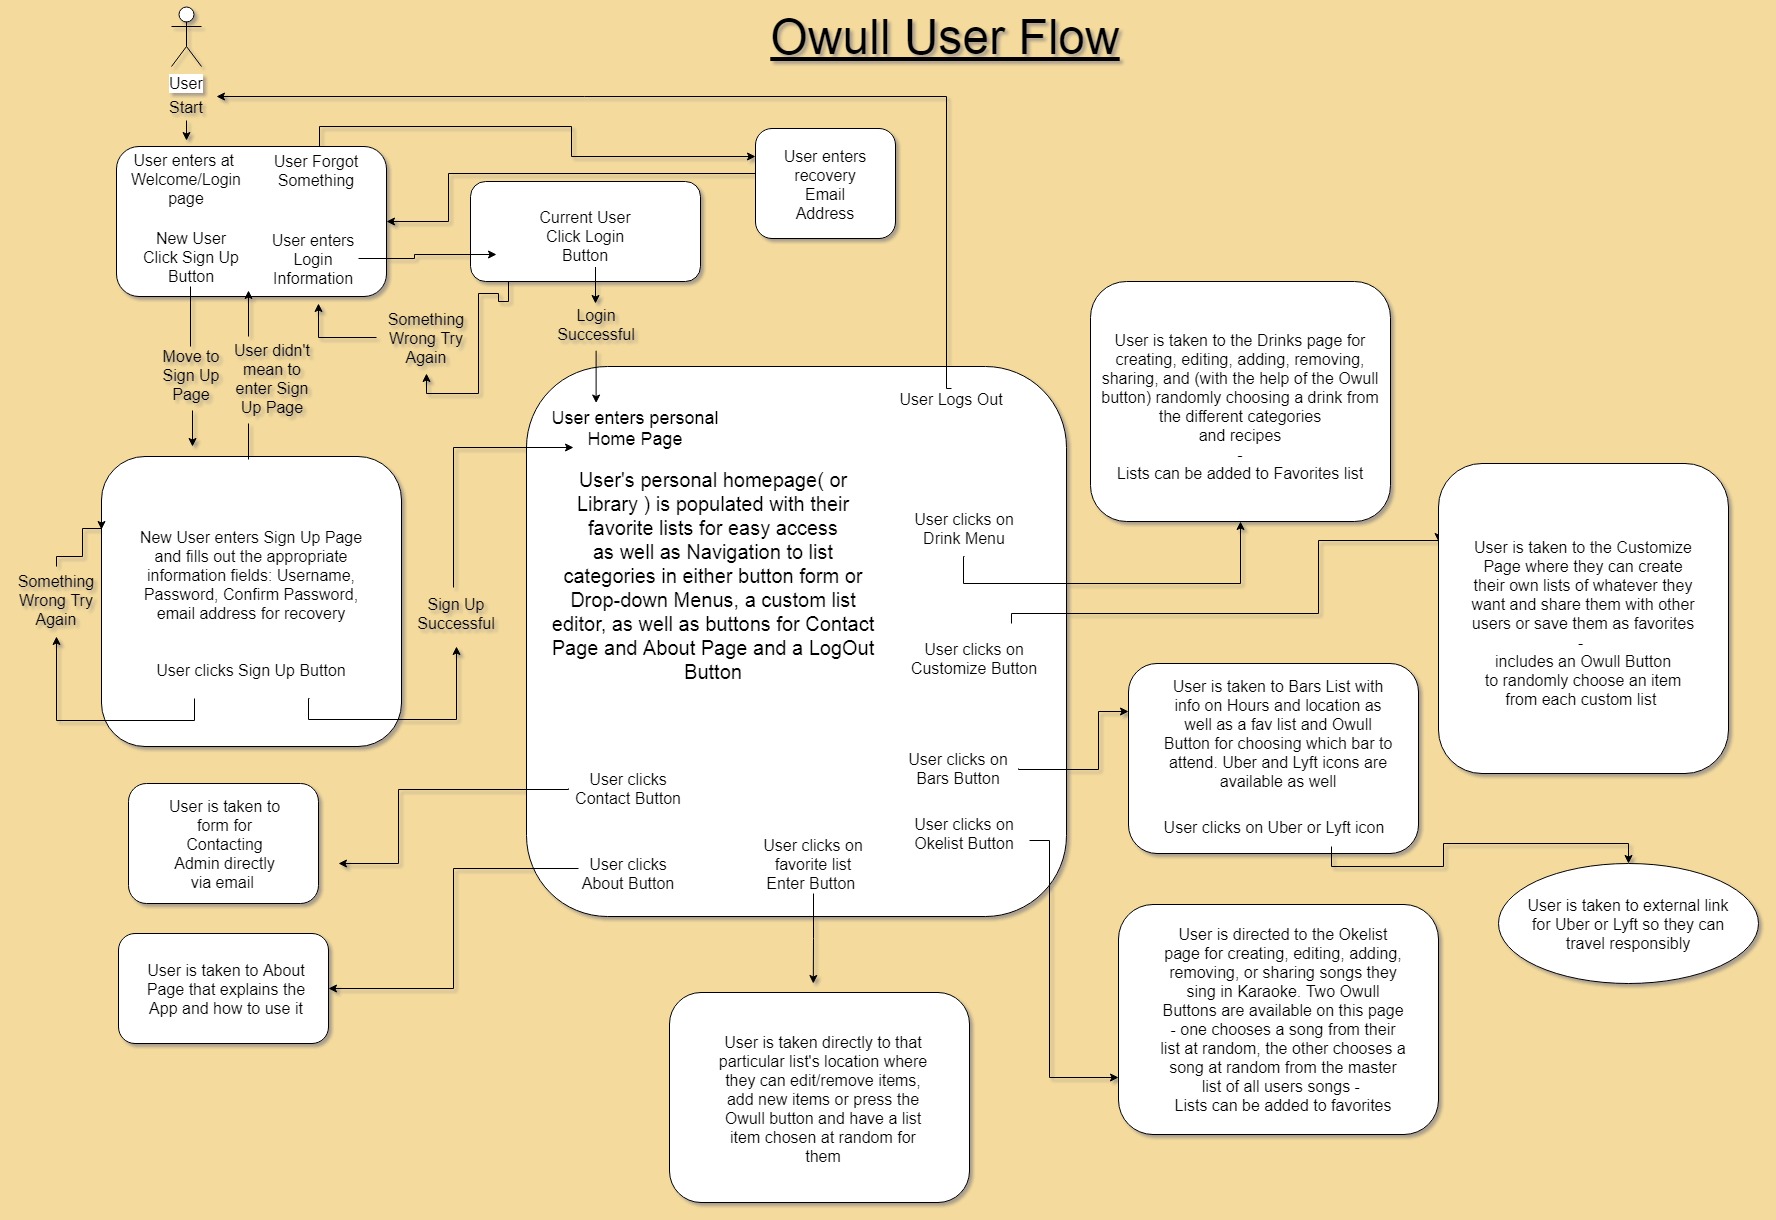 Owull User Flow
User
Start
User enters at
Welcome/Login
page
User Forgot
Something
New User
Click Sign Up
Button
User enters
Login
Information
User enters
recovery
Email
Address
Current User
Click Login
Button
Something
Wrong Try
Again
Login
Successful
Move to
Sign Up
Page
User didn't
mean to
enter Sign
Up Page
New User enters Sign Up Page
and fills out the appropriate
information fields: Username,
Password, Confirm Password,
email address for recovery
User clicks Sign Up Button
Something
Wrong Try
Again
Sign Up
Successful
User enters personal
Home Page
User Logs Out
User's personal homepage( or
Library ) is populated with their
favorite lists for easy access
as well as Navigation to list
categories in either button form or
Drop-down Menus, a custom list
editor, as well as buttons for Contact
Page and About Page and a LogOut
Button
User clicks on
Drink Menu
User clicks on
Customize Button
User clicks on
Bars Button
User clicks on
Okelist Button
User clicks
Contact Button
User clicks
About Button
User clicks on
favorite list
Enter Button
User is taken to the Drinks page for
creating, editing, adding, removing,
sharing, and (with the help of the Owull
button) randomly choosing a drink from
the different categories
and recipes
-
Lists can be added to Favorites list
User is taken to the Customize
Page where they can create
their own lists of whatever they
want and share them with other
users or save them as favorites
-
includes an Owull Button
to randomly choose an item
from each custom list
User is taken to Bars List with
info on Hours and location as
well as a fav list and Owull
Button for choosing which bar to
attend. Uber and Lyft icons are
available as well
User clicks on Uber or Lyft icon
User is taken to external link
for Uber or Lyft so they can
travel responsibly
User is directed to the Okelist
page for creating, editing, adding,
removing, or sharing songs they
sing in Karaoke. Two Owull
Buttons are available on this page
- one chooses a song from their
list at random, the other chooses a
song at random from the master
list of all users songs -
Lists can be added to favorites
User is taken to
form for
Contacting
Admin directly
via email
User is taken to About
Page that explains the
App and how to use it
User is taken directly to that
particular list's location where
they can edit/remove items,
add new items or press the
Owull button and have a list
item chosen at random for
them